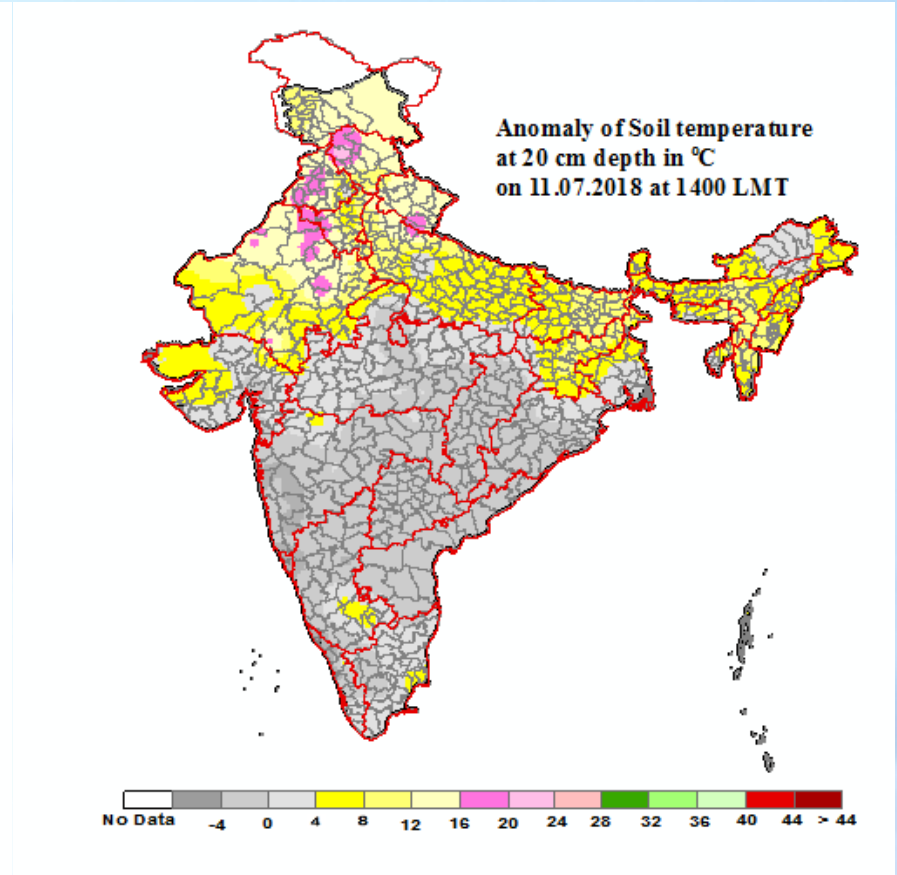 Anomaly of Soil temperature
at 20 cm depth in °C
on 11.07.2018 at 1400 LMT
No Data -4 0 4 8 12 16 20 24 28 32 36 40 44 > 44